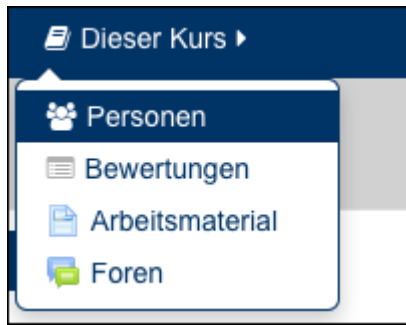 Dieser Kurs
Personen
Bewertungen
Arbeitsmaterial
Foren